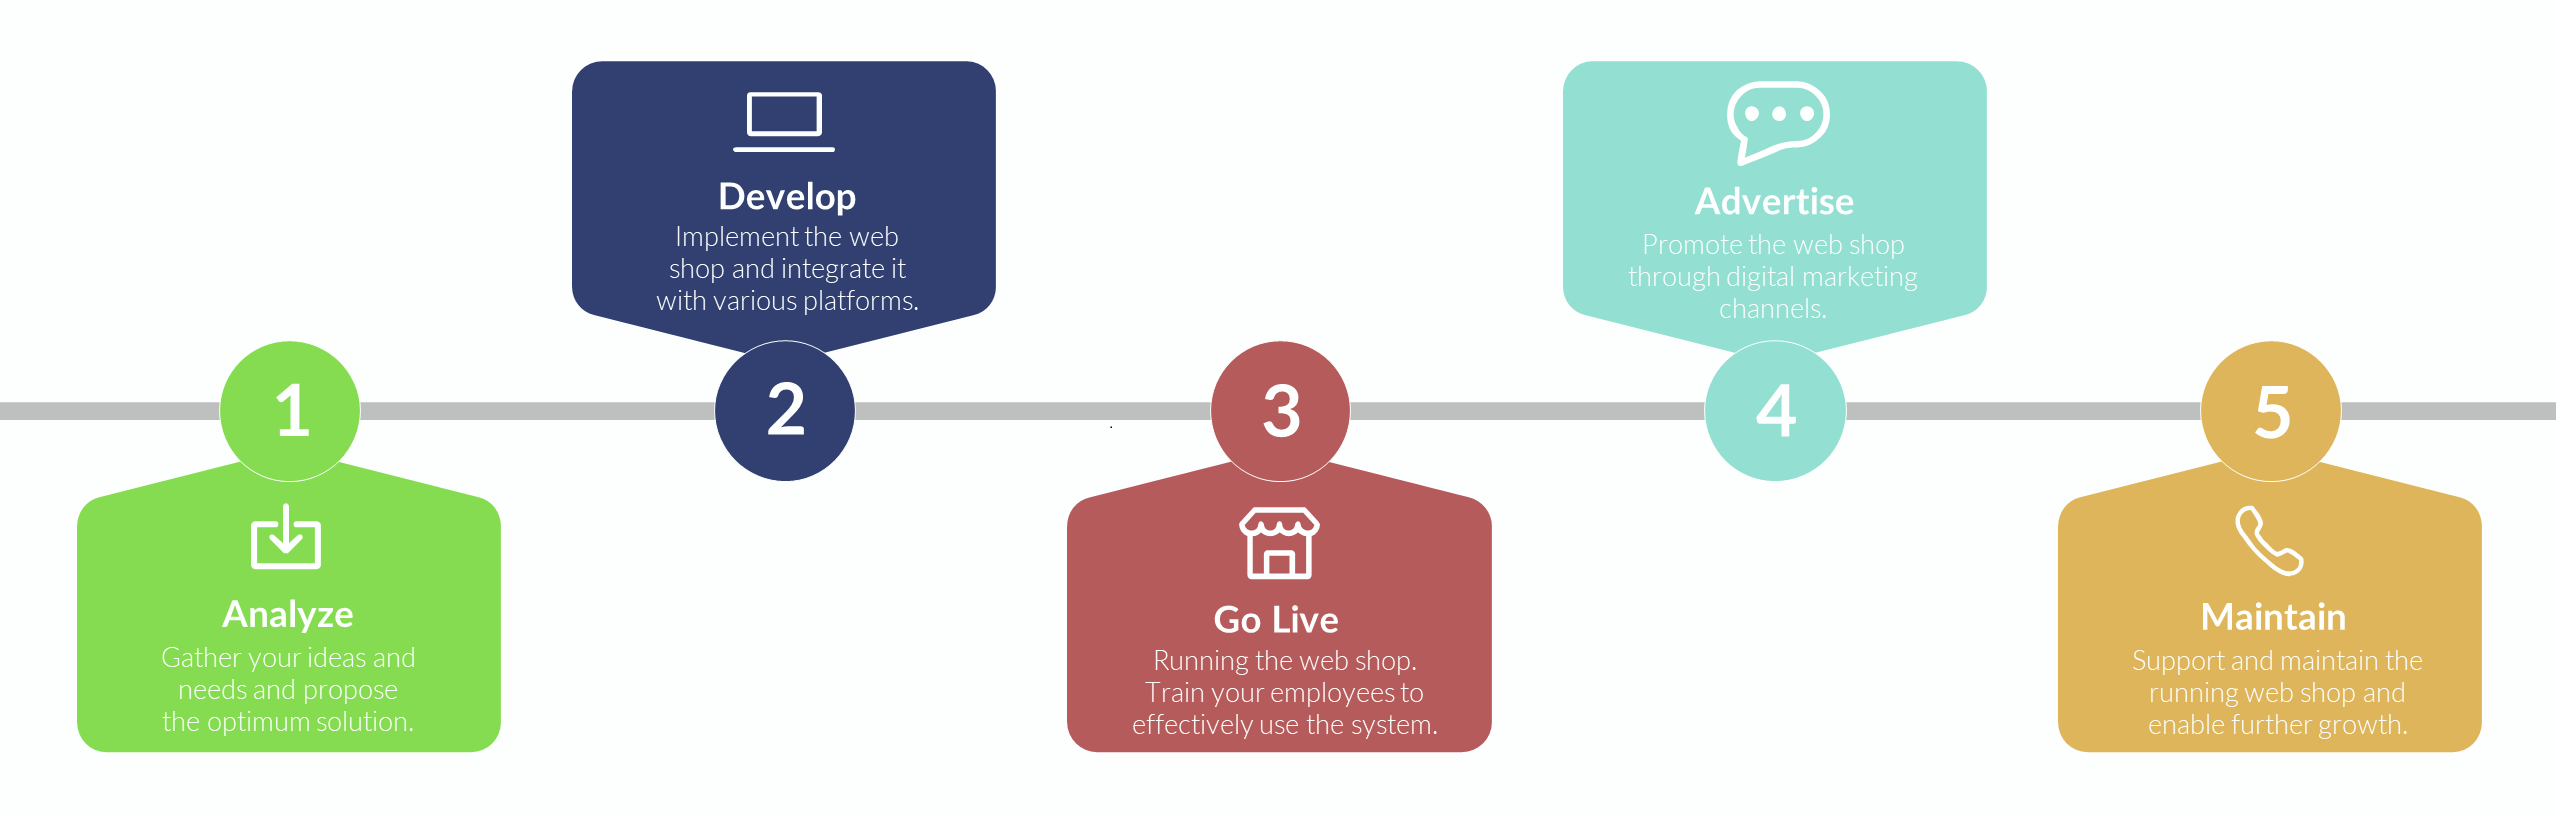 1
Analyze
Gather your ideas and
needs and propose
the optimum solution.
Develop
Implement the web
shop and integrate it
with various platforms.
2
3
Go Live
Running the web shop.
Train your employees to
effectively use the system.
Advertise
Promote the web shop
through digital marketing
channels.
4
5
Maintain
Support and maintain the
running web shop and
enable further growth.